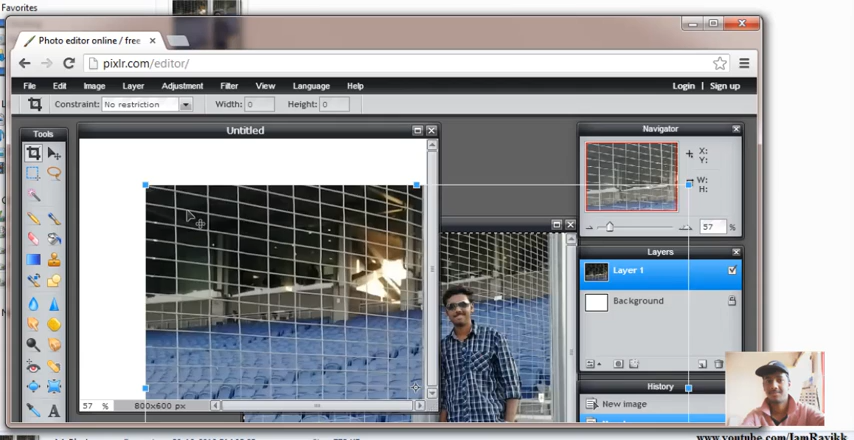 Favorites
Photo editor online / free
pixlr.com/editor/
File Edit Image Layer Adjustment Filter View Language Help Login | Sign up
Constraint: No restriction Width: 0 Height: 0
Tools
Untitled
Navigator
X:
Y:
W:
H:
57 %
Layers
Layer 1
Background
57 % 800x600 px
History
New image
www.youtube.com/IamRavikk